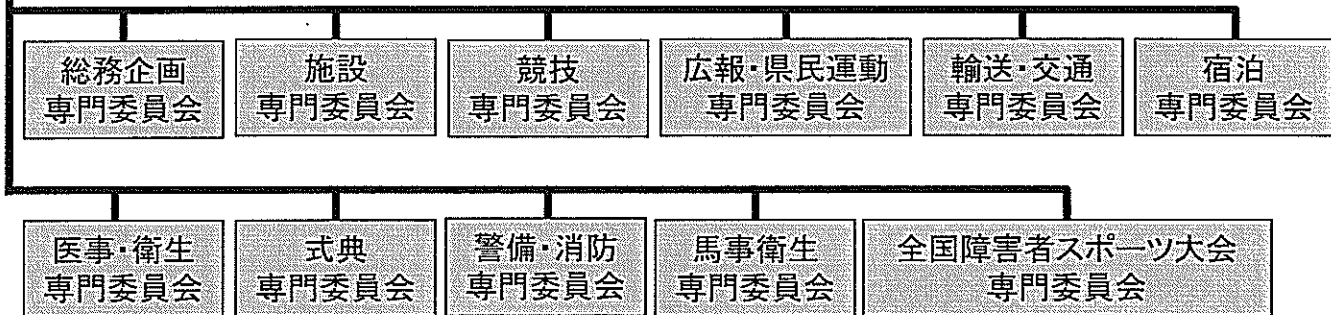 総務企画
専門委員会
施設
専門委員会
競技
専門委員会
広報・県民運動
専門委員会
輸送・交通
専門委員会
宿泊
専門委員会
医事・衛生
専門委員会
式典
専門委員会
警備・消防
専門委員会
馬事衛生
専門委員会
全国障害者スポーツ大会
専門委員会